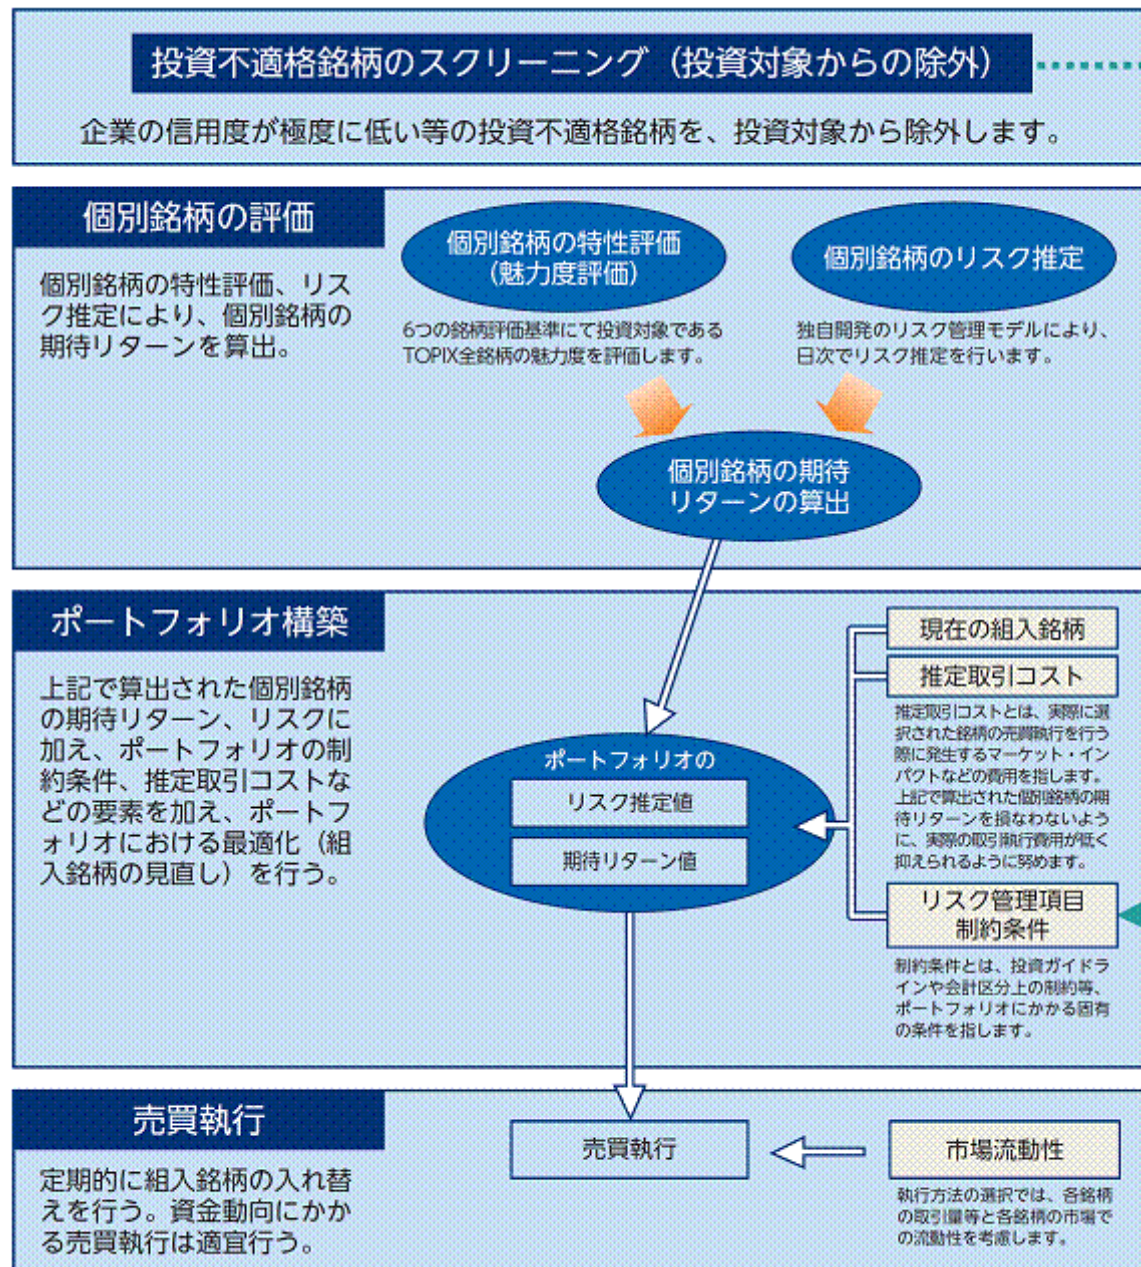 投資不適格銘柄のスクリーニング（投資対象からの除外）
企業の信用度が極度に低い等の投資不適格銘柄を、投資対象から除外します。
個別銘柄の評価
個別銘柄の特性評価、リス
ク推定により、個別銘柄の
期待リターンを算出。
個別銘柄の特性評価
（魅力度評価）
6つの銘柄評価基準にて投資対象である
TOPIX全銘柄の魅力度を評価します。
個別銘柄のリスク推定
独自開発のリスク管理モデルにより、
日次でリスク推定を行います。
個別銘柄の期待
リターンの算出
ポートフォリオ構築
上記で算出された個別銘柄
の期待リターン、リスクに
加え、ポートフォリオの制
約条件、推定取引コストな
どの要素を加え、ポートフ
ォリオにおける最適化（組
入銘柄の見直し）を行う。
ポートフォリオの
リスク推定値
期待リターン値
現在の組入銘柄
推定取引コスト
推定取引コストとは、実際に選
択された銘柄の売買執行を行う
際に発生するマーケット・イン
パクトなどの費用を指します。
上記で算出された個別銘柄の期
待リターンを損なわないよう
に、実際の取引執行費用が低く
抑えられるように努めます。
リスク管理項目
制約条件
制約条件とは、投資ガイドラ
インや会計区分上の制約等、
ポートフォリオにかかる固有
の条件を指します。
売買執行
定期的に組入銘柄の入れ替
えを行う。資金動向にかか
る売買執行は適宜行う。
売買執行
市場流動性
執行方法の選択では、各銘柄
の取引量等と各銘柄の市場で
の流動性を考慮します。